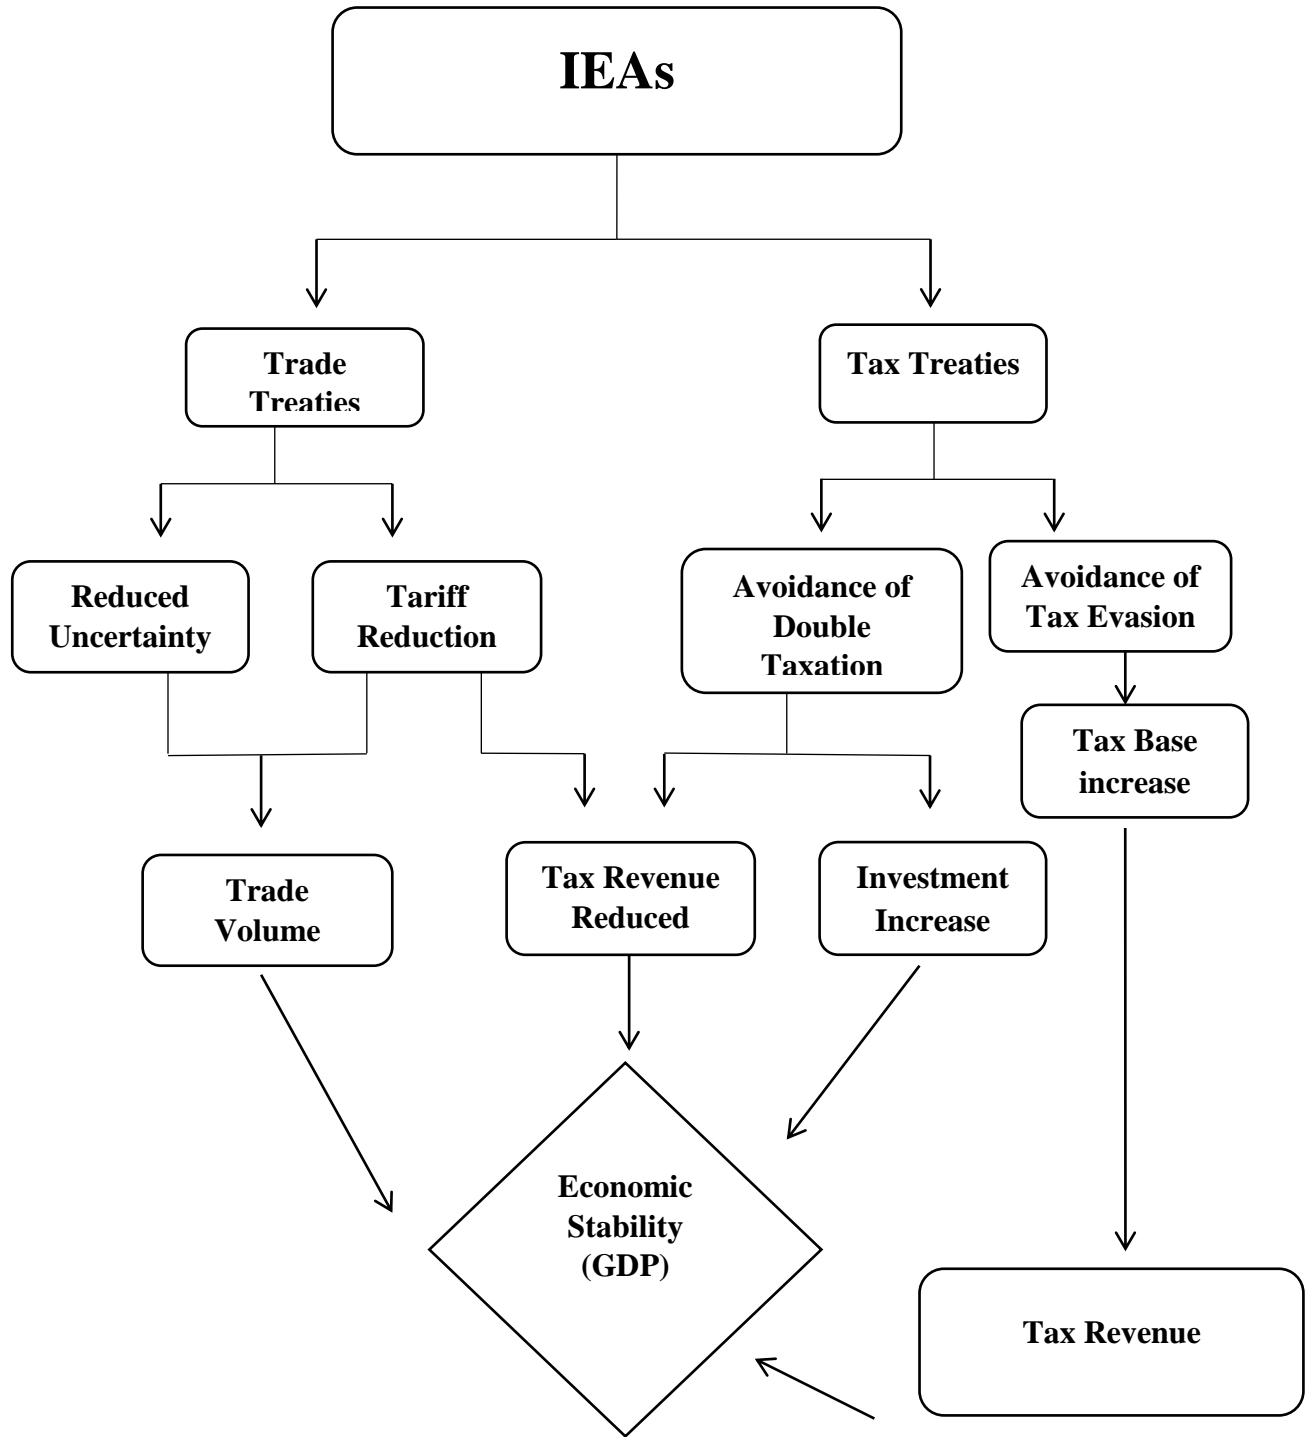 IEAs
Trade
Treaties
Tax Treaties
Reduced
Uncertainty
Tariff
Reduction
Avoidance of
Double
Taxation
Avoidance of
Tax Evasion
Tax Base
increase
Trade
Volume
Tax Revenue
Reduced
Investment
Increase
Economic
Stability
(GDP)
Tax Revenue